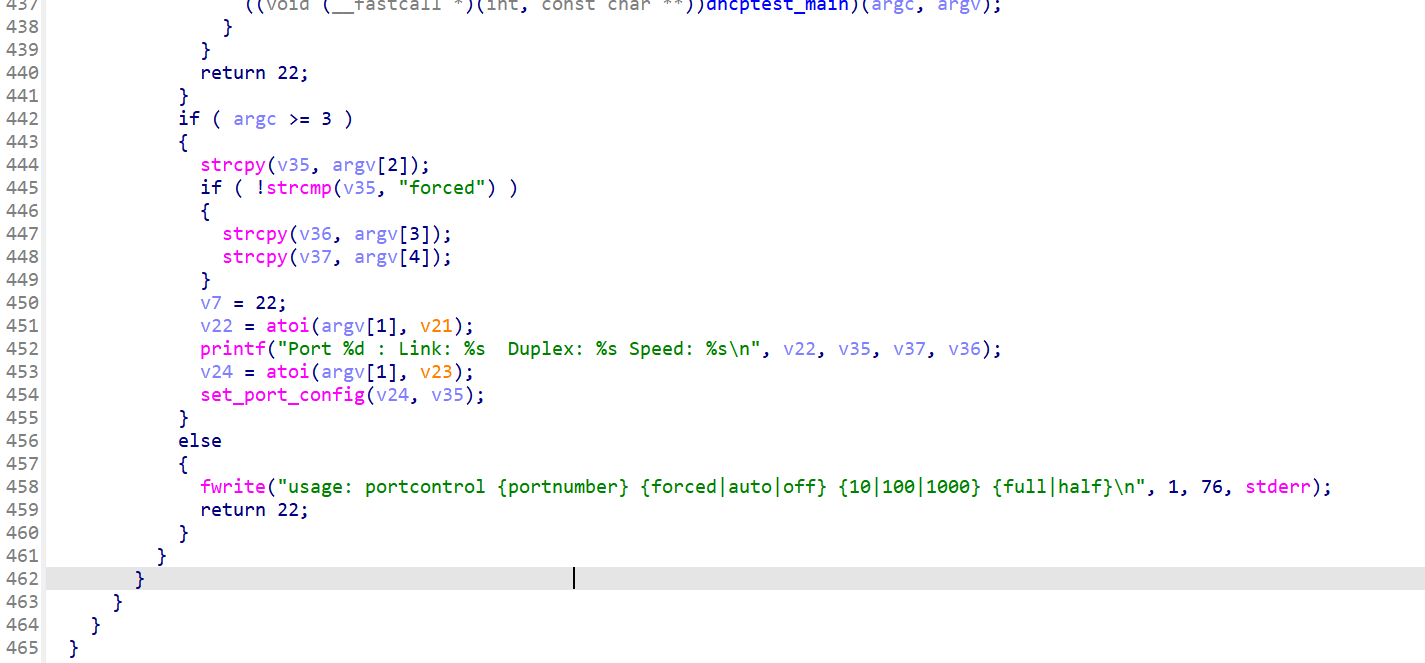 437 ((void (__fastcall *)(int, const char **))dhcptest_main)(argc, argv);
438 }
439 }
440 return 22;
441 }
442 if ( argc >= 3 )
443 {
444 strcpy(v35, argv[2]);
445 if ( !strcmp(v35, "forced") )
446 {
447 strcpy(v36, argv[3]);
448 strcpy(v37, argv[4]);
449 }
450 v7 = 22;
451 v22 = atoi(argv[1], v21);
452 printf("Port %d : Link: %s  Duplex: %s Speed: %s\n", v22, v35, v37, v36);
453 v24 = atoi(argv[1], v23);
454 set_port_config(v24, v35);
455 }
456 else
457 {
458 fwrite("usage: portcontrol {portnumber} {forced|auto|off} {10|100|1000} {full|half}\n", 1, 76, stderr);
459 return 22;
460 }
461 }
462 }
463 }
464 }
465 }